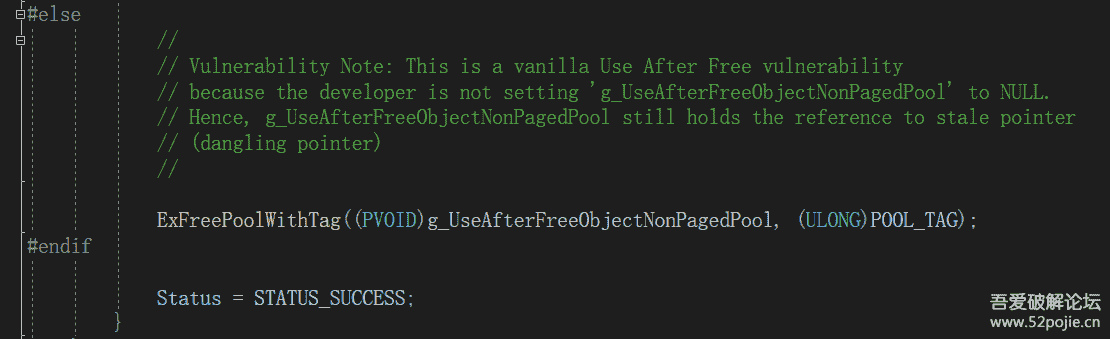 #else
//
// Vulnerability Note: This is a vanilla Use After Free vulnerability
// because the developer is not setting 'g_UseAfterFreeObjectNonPagedPool' to NULL.
// Hence, g_UseAfterFreeObjectNonPagedPool still holds the reference to stale pointer
// (dangling pointer)
//
ExFreePoolWithTag((PVOID)g_UseAfterFreeObjectNonPagedPool, (ULONG)POOL_TAG);
#endif
Status = STATUS_SUCCESS;
}
吾爱破解论坛
www.52pojie.cn